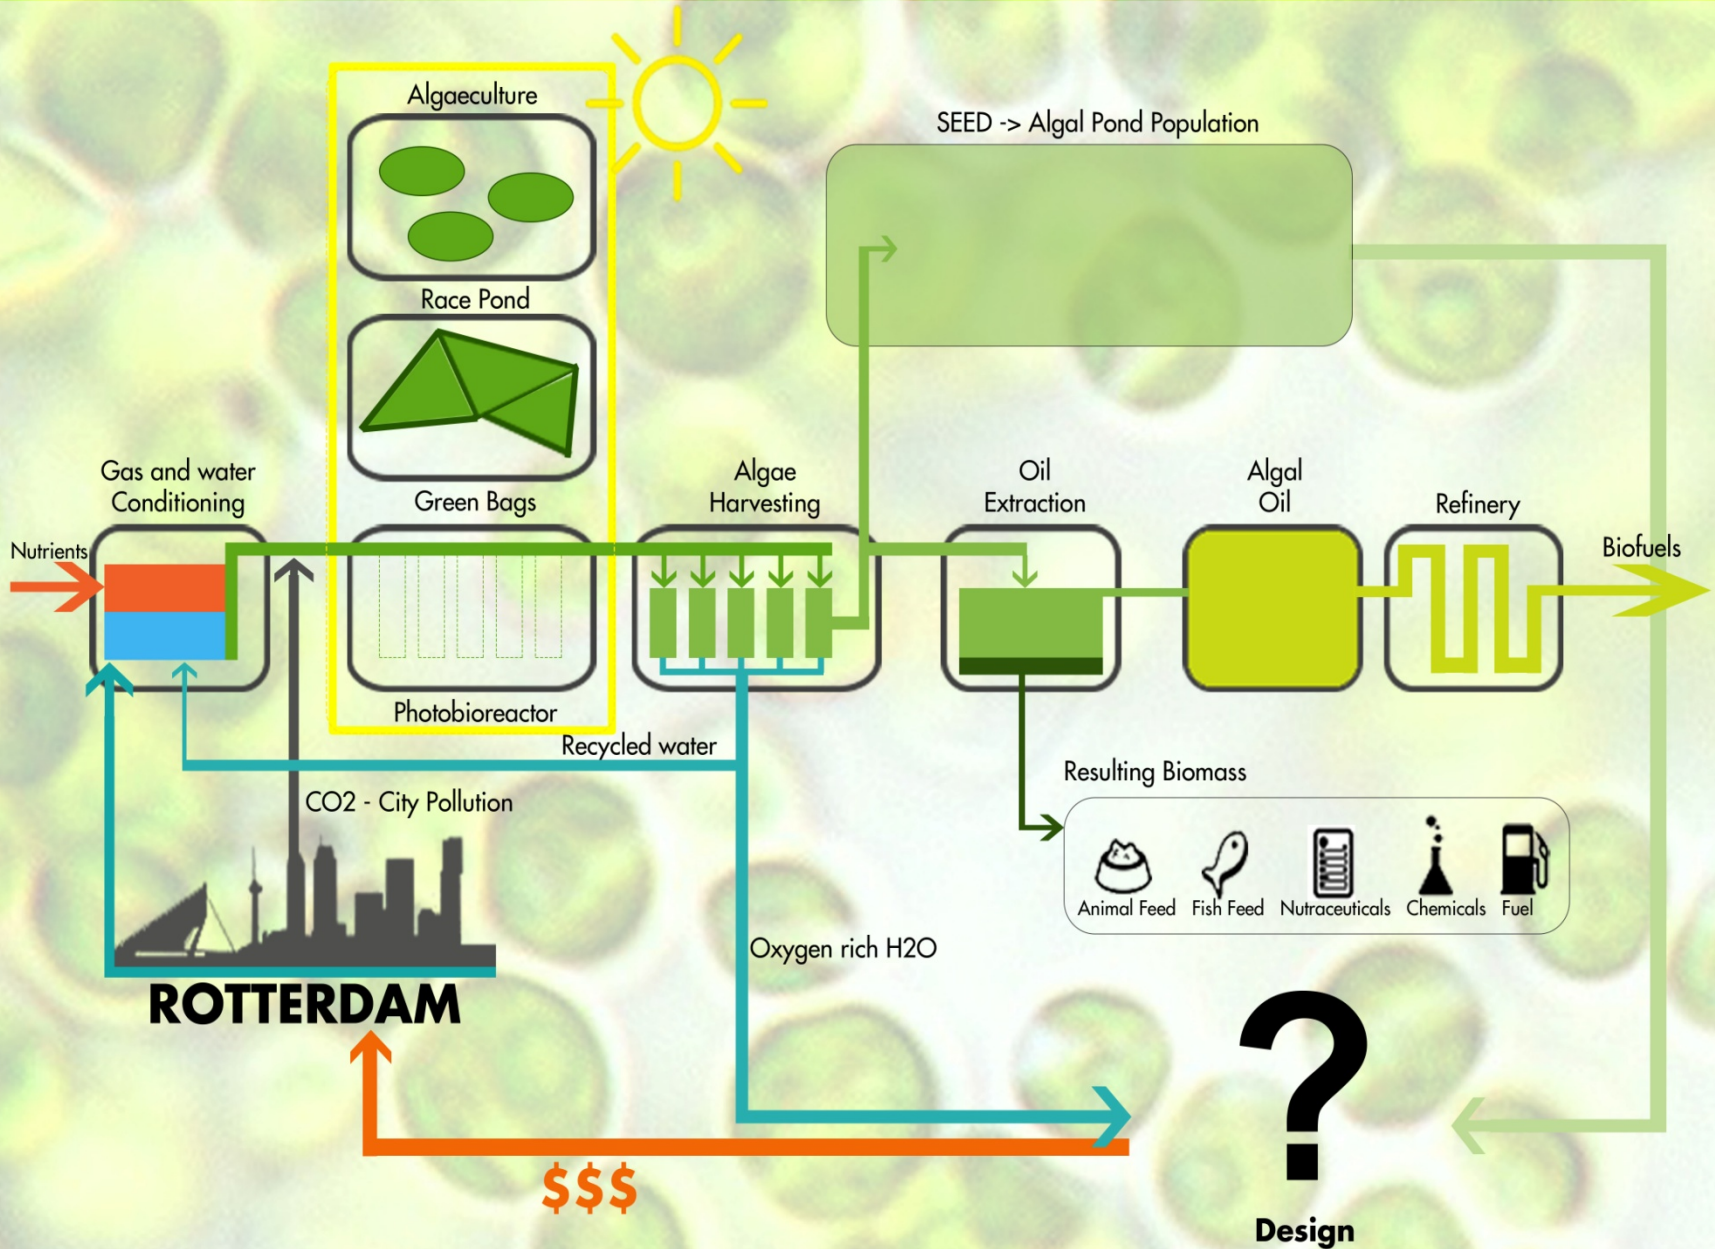 Algaeculture
SEED -> Algal Pond Population
Race Pond
Gas and water
Conditioning
Green Bags
Algae
Harvesting
Oil
Extraction
Algal
Oil
Refinery
Nutrients
Biofuels
Photobioreactor
Recycled water
Resulting Biomass
CO2 - City Pollution
Animal Feed
Fish Feed
Nutraceuticals
Chemicals
Fuel
Oxygen rich H2O
ROTTERDAM
?
$$$
Design